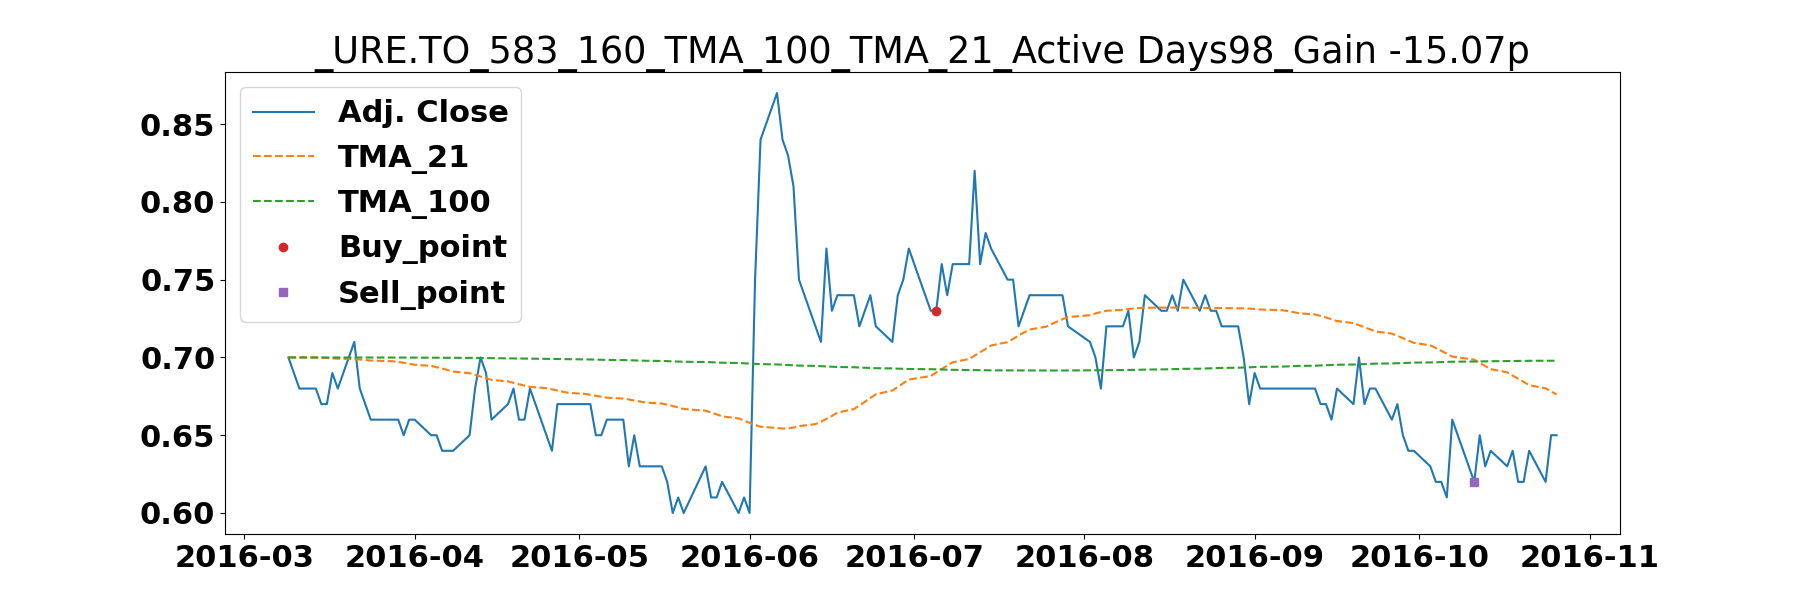 _URE.TO_583_160_TMA_100_TMA_21_Active Days98_Gain -15.07p
Adj. Close
TMA_21
TMA_100
Buy_point
Sell_point
0.85
0.80
0.75
0.70
0.65
0.60
2016-03 2016-04 2016-05 2016-06 2016-07 2016-08 2016-09 2016-10 2016-11